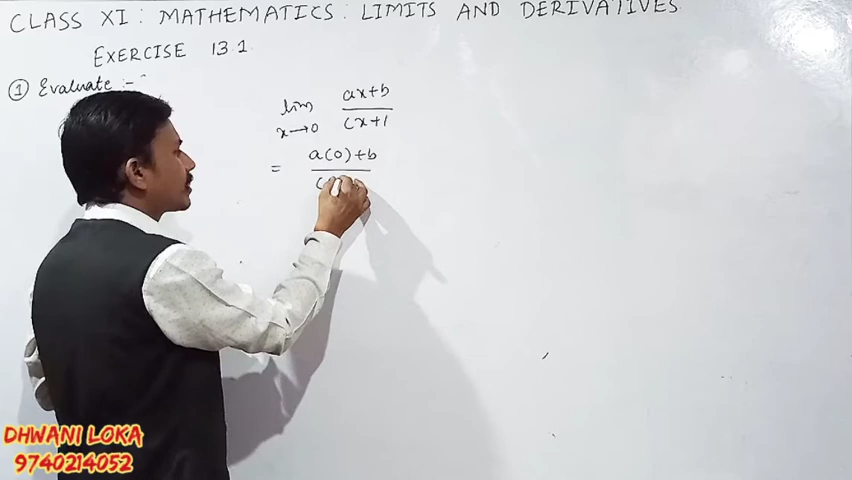 CLASS XI : MATHEMATICS : LIMITS AND DERIVATIVES
EXERCISE 13.1
① Evaluate :-
lim x→0 ax+b / cx+1
= a(0)+b / c
DHWANI LOKA
9740214052